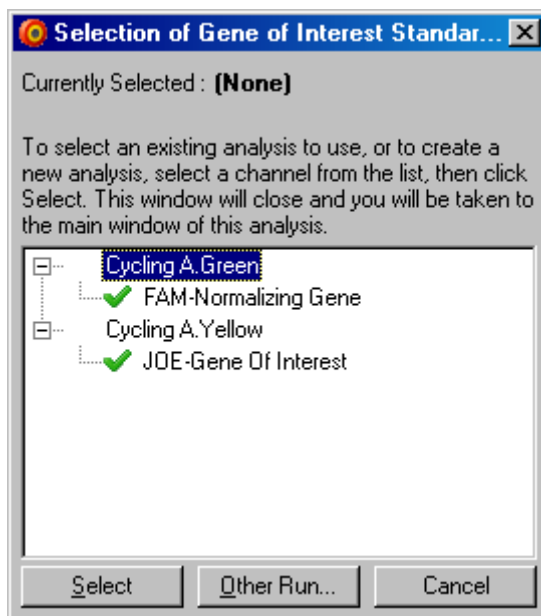 Selection of Gene of Interest Standar...
Currently Selected : (None)
To select an existing analysis to use, or to create a
new analysis, select a channel from the list, then click
Select. This window will close and you will be taken to
the main window of this analysis.
Cycling A.Green
FAM-Normalizing Gene
Cycling A.Yellow
JOE-Gene Of Interest
Select Other Run... Cancel